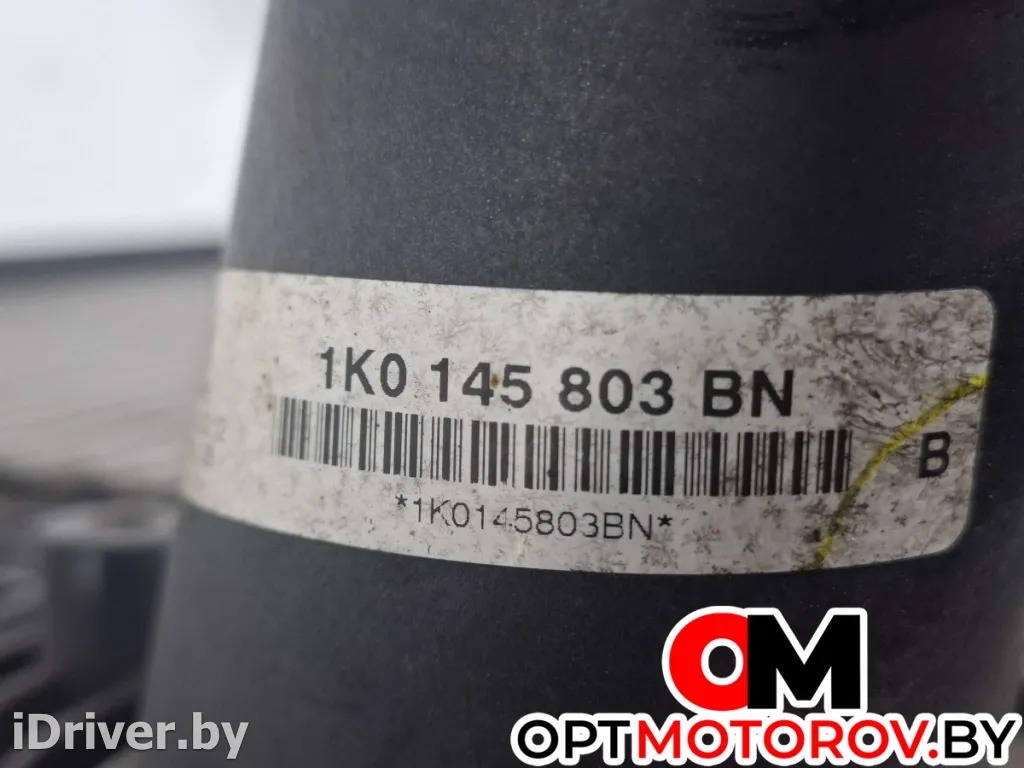 1K0 145 803 BN
B
*1K0145803BN*
OM
OPTMOTOROV.BY
iDriver.by